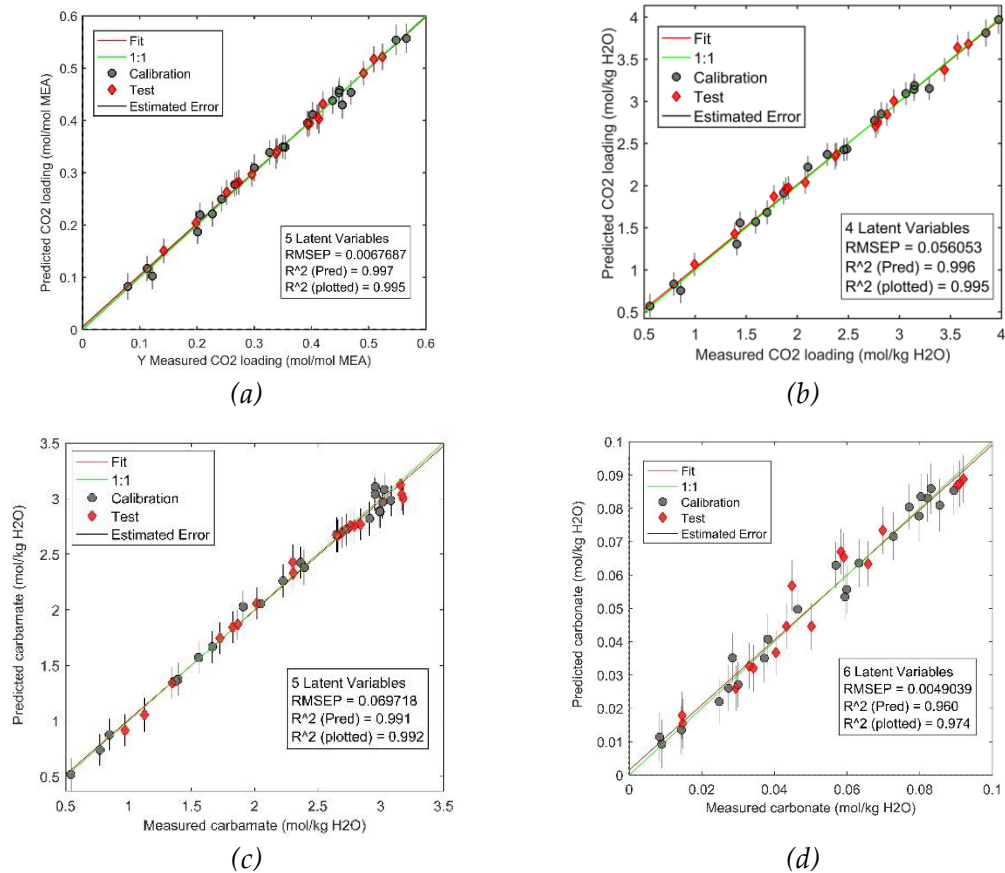 Fit
1:1
Calibration
Test
Estimated Error
5 Latent Variables
RMSEP = 0.0067687
R^2 (Pred) = 0.997
R^2 (plotted) = 0.995
0.6
0.5
0.4
0.3
0.2
0.1
0
Predicted CO2 loading (mol/mol MEA)
0 0.1 0.2 0.3 0.4 0.5 0.6
Y Measured CO2 loading (mol/mol MEA)
(a)
Fit
1:1
Calibration
Test
Estimated Error
4 Latent Variables
RMSEP = 0.056053
R^2 (Pred) = 0.996
R^2 (plotted) = 0.995
4
3.5
3
2.5
2
1.5
1
0.5
Predicted CO2 loading (mol/kg H2O)
0.5 1 1.5 2 2.5 3 3.5 4
Measured CO2 loading (mol/kg H2O)
(b)
Fit
1:1
Calibration
Test
Estimated Error
5 Latent Variables
RMSEP = 0.069718
R^2 (Pred) = 0.991
R^2 (plotted) = 0.992
3.5
3
2.5
2
1.5
1
0.5
Predicted carbamate (mol/kg H2O)
0.5 1 1.5 2 2.5 3 3.5
Measured carbamate (mol/kg H2O)
(c)
Fit
1:1
Calibration
Test
Estimated Error
6 Latent Variables
RMSEP = 0.0049039
R^2 (Pred) = 0.960
R^2 (plotted) = 0.974
0.1
0.09
0.08
0.07
0.06
0.05
0.04
0.03
0.02
0.01
0
Predicted carbonate (mol/kg H2O)
0 0.02 0.04 0.06 0.08 0.1
Measured carbonate (mol/kg H2O)
(d)